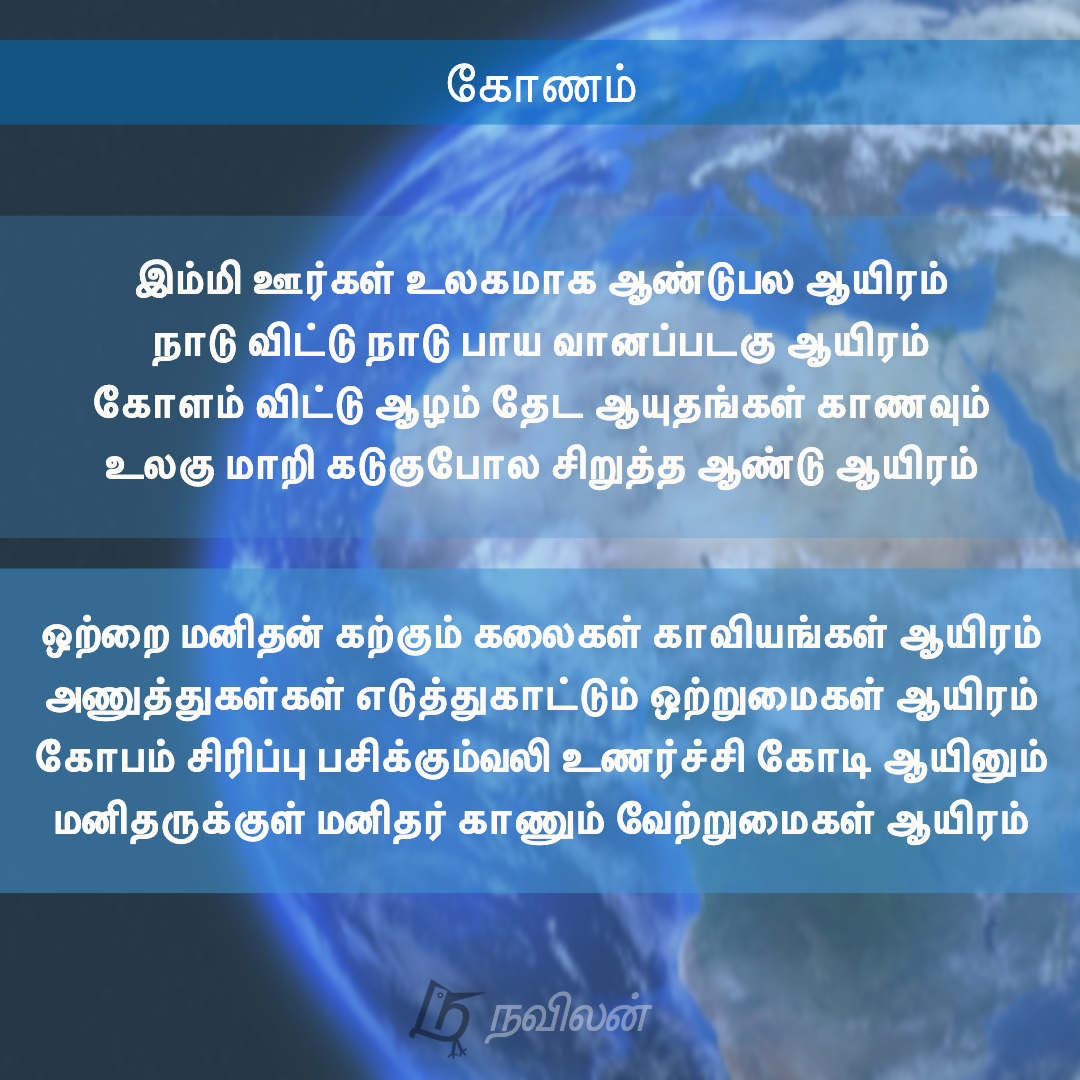 கோணம்
இம்மி ஊர்கள் உலகமாக ஆண்டுபல ஆயிரம்
நாடு விட்டு நாடு பாய வானப்படகு ஆயிரம்
கோளம் விட்டு ஆழம் தேட ஆயுதங்கள் காணவும்
உலகு மாறி கடுகுபோல சிறுத்த ஆண்டு ஆயிரம்
ஒற்றை மனிதன் கற்கும் கலைகள் காவியங்கள் ஆயிரம்
அணுத்துகள்கள் எடுத்துகாட்டும் ஒற்றுமைகள் ஆயிரம்
கோபம் சிரிப்பு பசிக்கும்வலி உணர்ச்சி கோடி ஆயினும்
மனிதருக்குள் மனிதர் காணும் வேற்றுமைகள் ஆயிரம்
ந நவிலன்